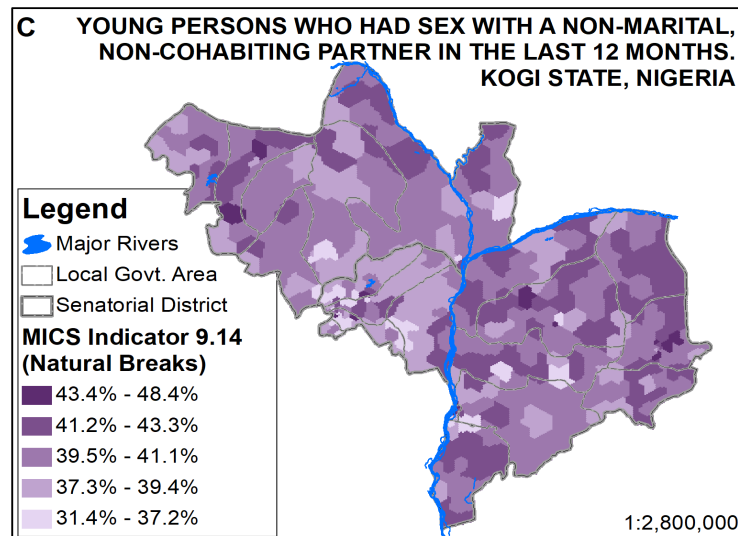 C YOUNG PERSONS WHO HAD SEX WITH A NON-MARITAL,
NON-COHABITING PARTNER IN THE LAST 12 MONTHS.
KOGI STATE, NIGERIA
Legend
Major Rivers
Local Govt. Area
Senatorial District
MICS Indicator 9.14
(Natural Breaks)
43.4% - 48.4%
41.2% - 43.3%
39.5% - 41.1%
37.3% - 39.4%
31.4% - 37.2%
1:2,800,000